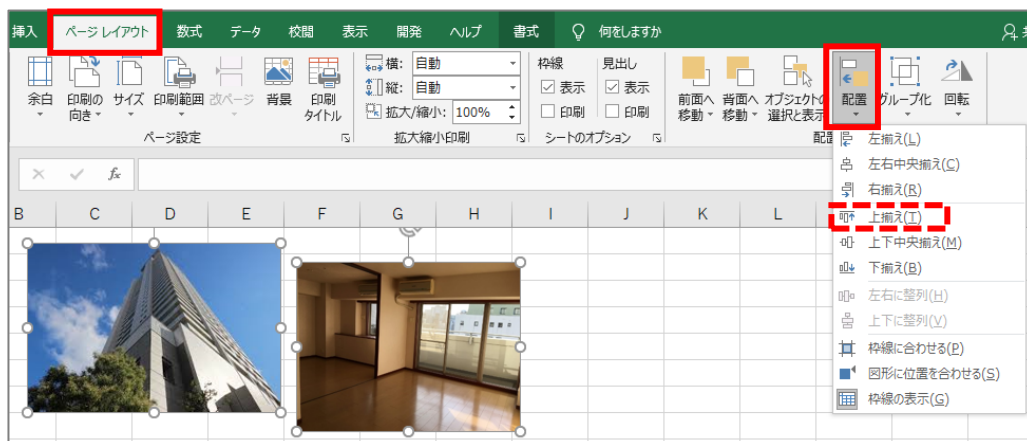 挿入 ページ レイアウト 数式 データ 校閲 表示 開発 ヘルプ 書式 何をしますか
横: 自動 枠線 見出し
縦: 自動 表示 表示
余白 印刷の向き サイズ 印刷範囲 改ページ 背景 印刷タイトル 拡大/縮小: 100% 印刷 印刷 前面へ移動 背面へ移動 オブジェクトの選択と表示 配置 グループ化 回転
ページ設定 拡大縮小印刷 シートのオプション 配置
fx
B C D E F G H I J K L
左揃え(L)
左右中央揃え(C)
右揃え(R)
上揃え(T)
上下中央揃え(M)
下揃え(B)
左右に整列(H)
上下に整列(V)
枠線に合わせる(P)
図形に位置を合わせる(S)
枠線の表示(G)